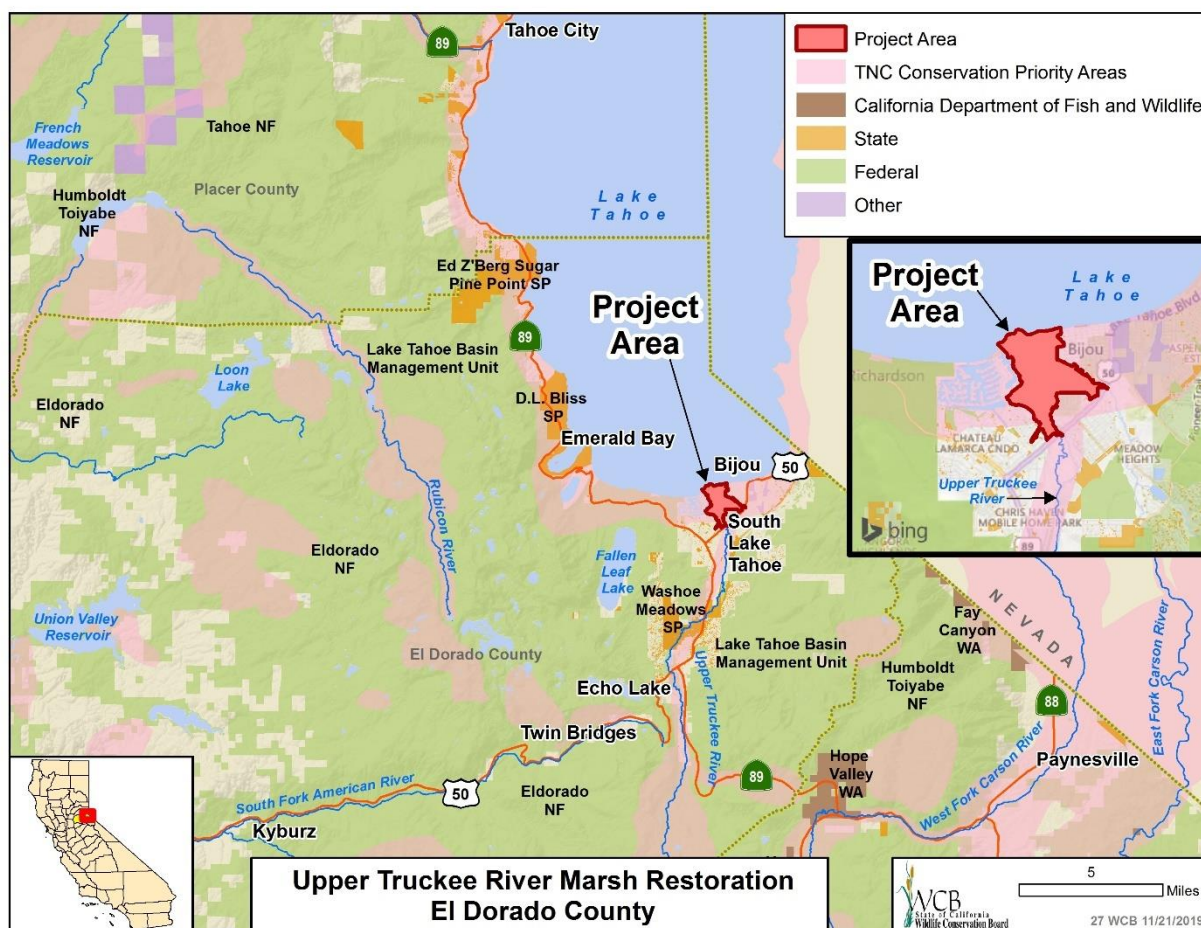 Tahoe City
89
French
Meadows
Reservoir
Tahoe NF
Placer County
Humboldt
Toiyabe
NF
Lake
Tahoe
Ed Z'Berg Sugar
Pine Point SP
Project
Area
89
Lake Tahoe Basin
Management Unit
Loon
Lake
Eldorado
NF
D.L. Bliss
SP
Emerald Bay
Bijou
50
South
Lake
Tahoe
Rubicon River
Eldorado
NF
Fallen
Leaf
Lake
Washoe
Meadows
SP
Union Valley
Reservoir
El Dorado County
Lake Tahoe Basin
Management Unit
Upper Truckee River
Echo Lake
Twin Bridges
Humboldt
Toiyabe
NF
Fay
Canyon
WA
NEVADA
88
East Fork Carson River
West Fork Carson River
Paynesville
Hope
Valley
WA
89
South Fork American River
50
Eldorado
NF
Kyburz
Project Area
TNC Conservation Priority Areas
California Department of Fish and Wildlife
State
Federal
Other
Project
Area
Lake
Tahoe
Tahoe Blvd
Bijou
50
Richardson
CHATEAU
LAMARCA CNDO
MEADOW
HEIGHTS
Upper Truckee
River
CHRIS HAVEN
MOBILE HOME PARK
89
bing
Upper Truckee River Marsh Restoration
El Dorado County
WCB
State of California
Wildlife Conservation Board
5
Miles
27 WCB 11/21/2019